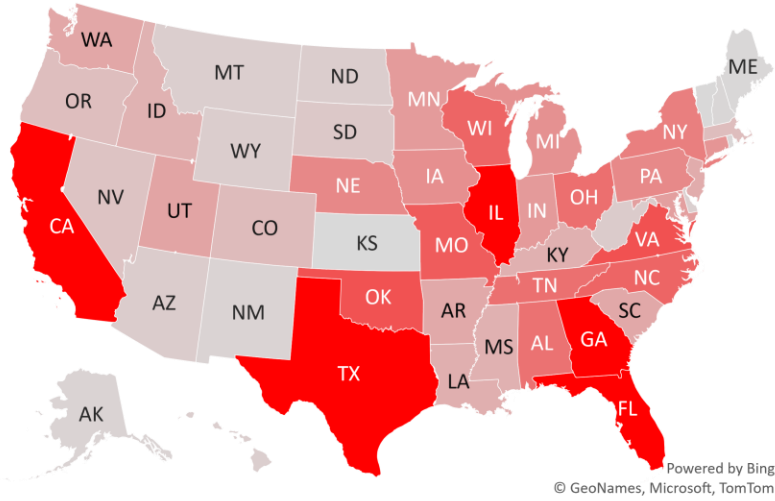 WA
MT
ND
ME
OR
ID
MN
SD
WI
MI
NY
WY
NV
NE
IA
PA
UT
CO
IL
IN
OH
CA
KS
MO
KY
VA
AZ
NM
OK
AR
TN
NC
SC
MS
AL
GA
TX
LA
AK
FL
Powered by Bing
© GeoNames, Microsoft, TomTom